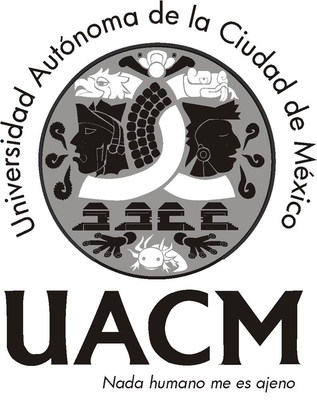 Universidad Autónoma de la Ciudad de México
UACM
Nada humano me es ajeno